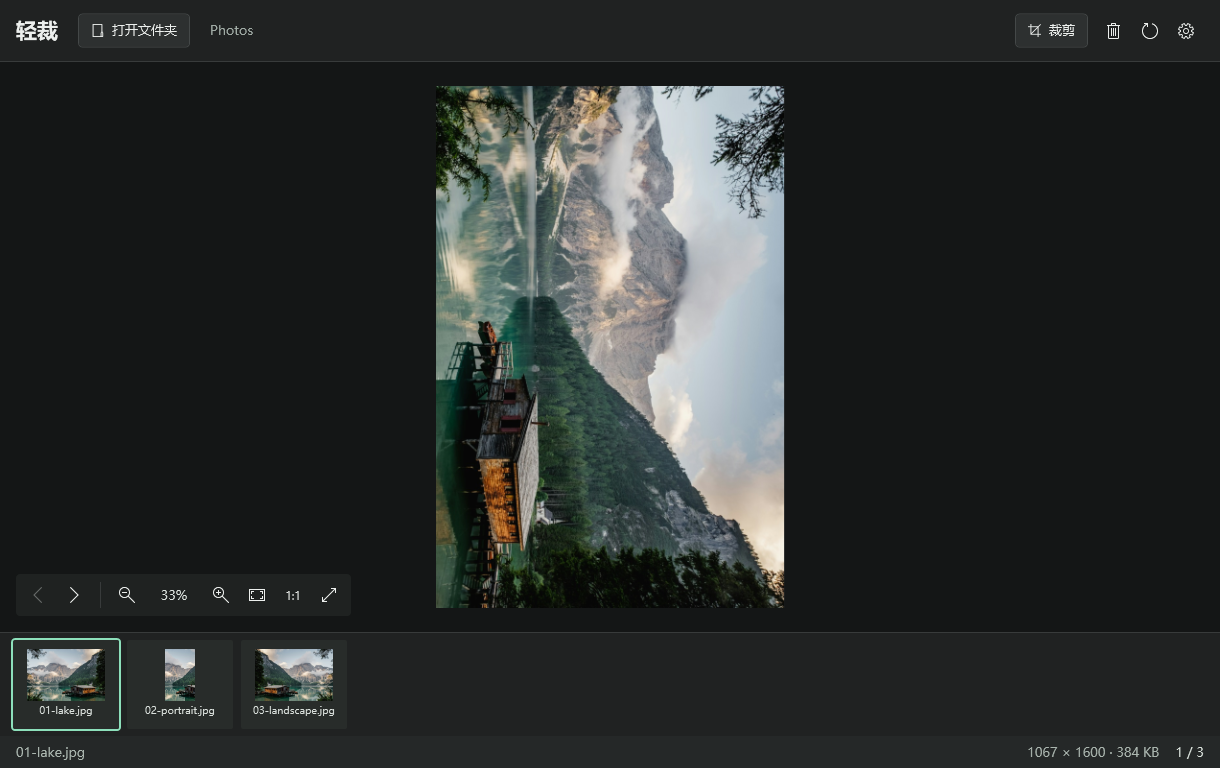 轻裁
打开文件夹
Photos
裁剪
33%
1:1
01-lake.jpg
02-portrait.jpg
03-landscape.jpg
01-lake.jpg
1067 × 1600 · 384 KB
1 / 3